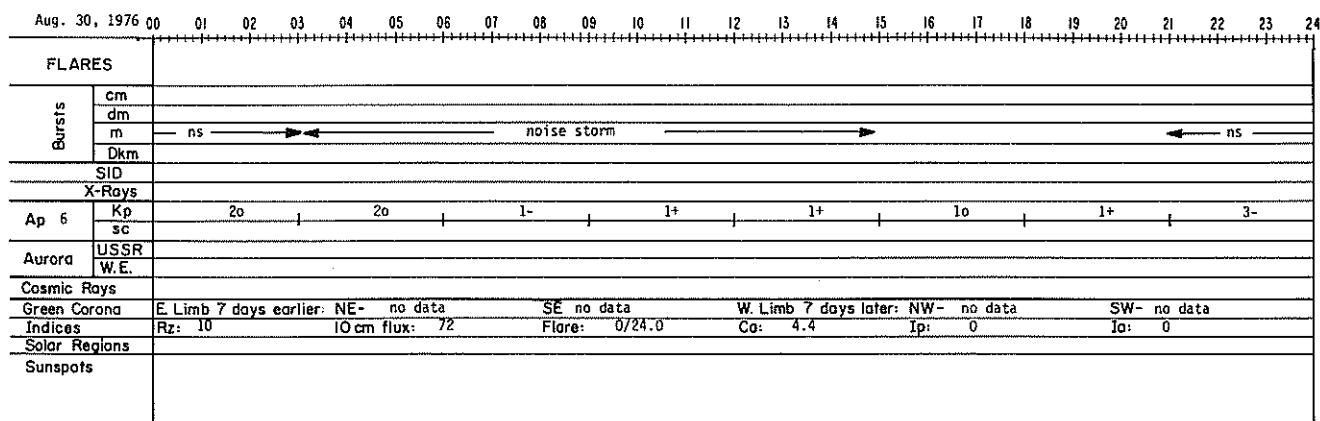 Aug. 30, 1976 00 01 02 03 04 05 06 07 08 09 10 11 12 13 14 15 16 17 18 19 20 21 22 23 24
FLARES
Bursts
cm
dm
m ns noise storm ns
Dkm
SID
X-Rays
Ap 6 Kp 2o 2o 1- 1+ 1+ 1o 1+ 3-
sc
Aurora USSR
W.E.
Cosmic Rays
Green Corona E. Limb 7 days earlier: NE- no data SE no data W. Limb 7 days later: NW- no data SW- no data
Indices Rz: 10 10 cm flux: 72 Flare: 0/24.0 Ca: 4.4 Ip: 0 Ia: 0
Solar Regions
Sunspots